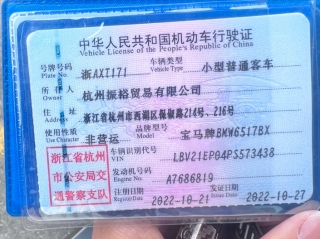 中华人民共和国机动车行驶证
Vehicle License of the People's Republic of China
号牌号码 浙AXT171 车辆类型 小型普通客车
Plate No. Vehicle Type
所有人 杭州振裕贸易有限公司
Owner
住址 浙江省杭州市西湖区保俶路214号、216号
Address
使用性质 非营运 品牌型号 宝马牌BMW6517BX
Use Character Model
浙江省杭州
市公安局交
通警察支队
车辆识别代号 LBV21EP04PS573438
VIN
发动机号码 A7686819
Engine No.
注册日期 2022-10-21 发证日期 2022-10-27
Register Date Issue Date